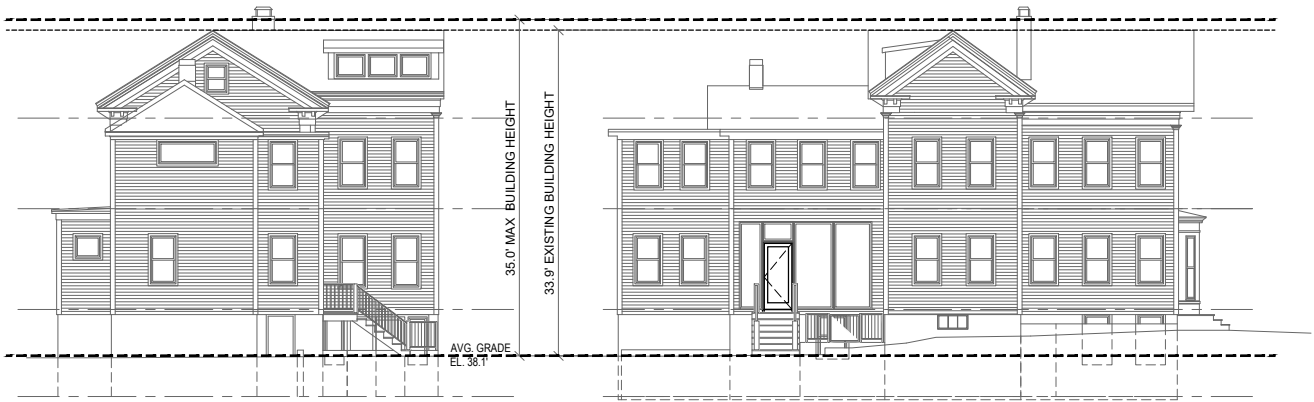 35.0' MAX BUILDING HEIGHT
33.9' EXISTING BUILDING HEIGHT
AVG. GRADE
EL. 38.1'